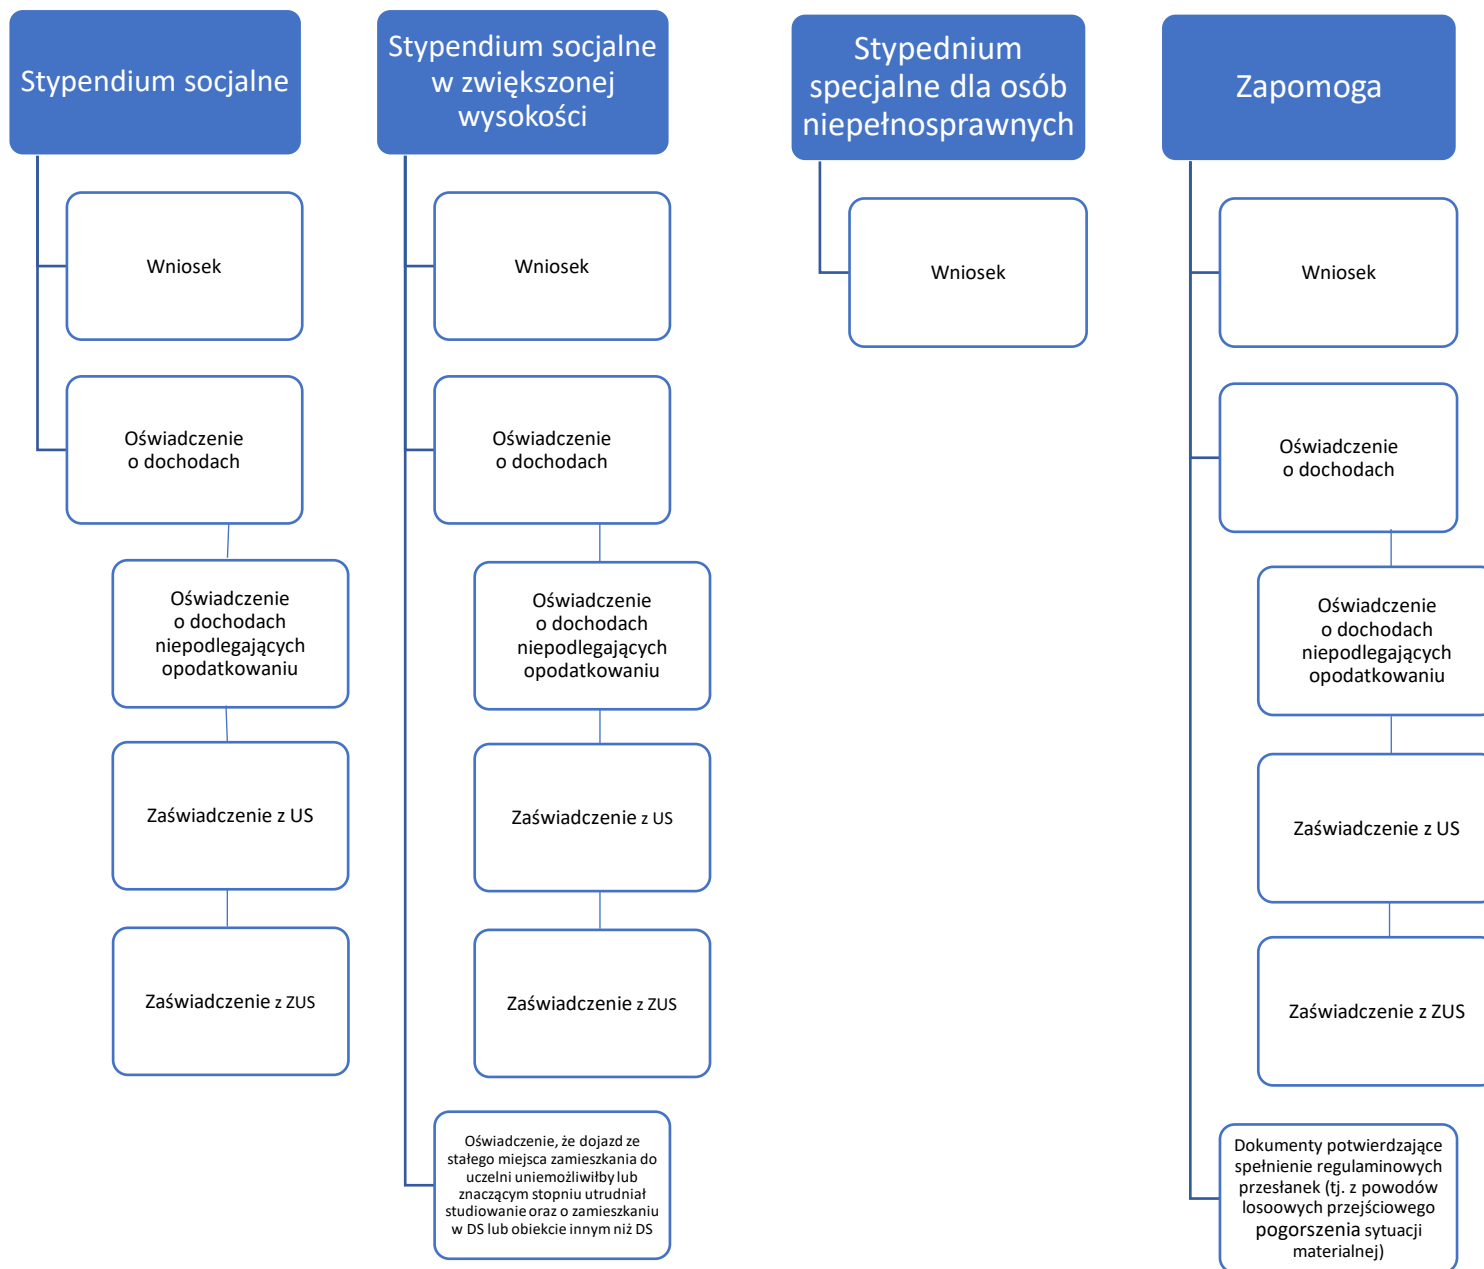 Stypendium socjalne
Wniosek
Oświadczenie
o dochodach
Oświadczenie
o dochodach
niepodlegających
opodatkowaniu
Zaświadczenie z US
Zaświadczenie z ZUS
Stypendium socjalne
w zwiększonej
wysokości
Wniosek
Oświadczenie
o dochodach
Oświadczenie
o dochodach
niepodlegających
opodatkowaniu
Zaświadczenie z US
Zaświadczenie z ZUS
Oświadczenie, że dojazd ze
stałego miejsca zamieszkania do
uczelni uniemożliwiłby lub
znaczącym stopniu utrudniał
studiowanie oraz o zamieszkaniu
w DS lub obiekcie innym niż DS
Stypednium
specjalne dla osób
niepełnosprawnych
Wniosek
Zapomoga
Wniosek
Oświadczenie
o dochodach
Oświadczenie
o dochodach
niepodlegających
opodatkowaniu
Zaświadczenie z US
Zaświadczenie z ZUS
Dokumenty potwierdzające
spełnienie regulaminowych
przesłanek (tj. z powodów
losoowych przejściowego
pogorszenia sytuacji
materialnej)